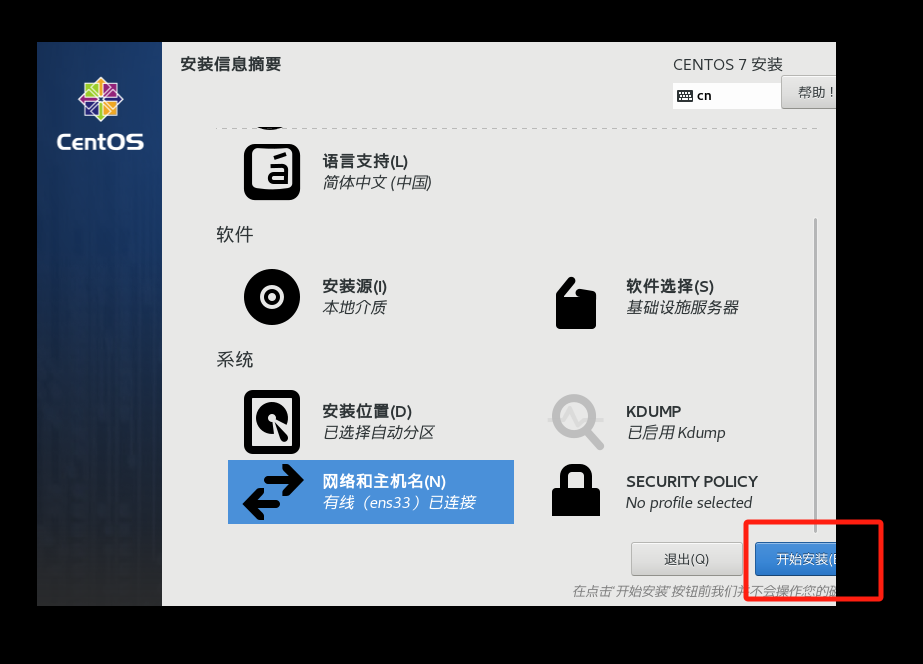 安装信息摘要
CENTOS 7 安装
cn
帮助！
CentOS
语言支持(L)
简体中文 (中国)
软件
安装源(I)
本地介质
软件选择(S)
基础设施服务器
系统
安装位置(D)
已选择自动分区
KDUMP
已启用 Kdump
网络和主机名(N)
有线（ens33）已连接
SECURITY POLICY
No profile selected
退出(Q)
开始安装(
在点击'开始安装'按钮前我们并不会操作您的